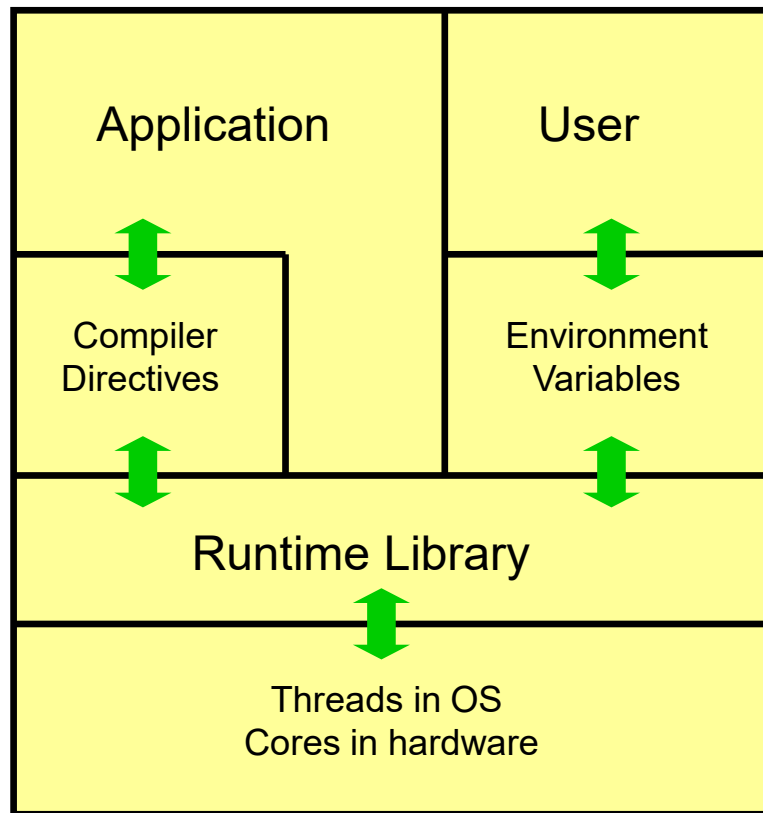 Application
User
Compiler
Directives
Environment
Variables
Runtime Library
Threads in OS
Cores in hardware